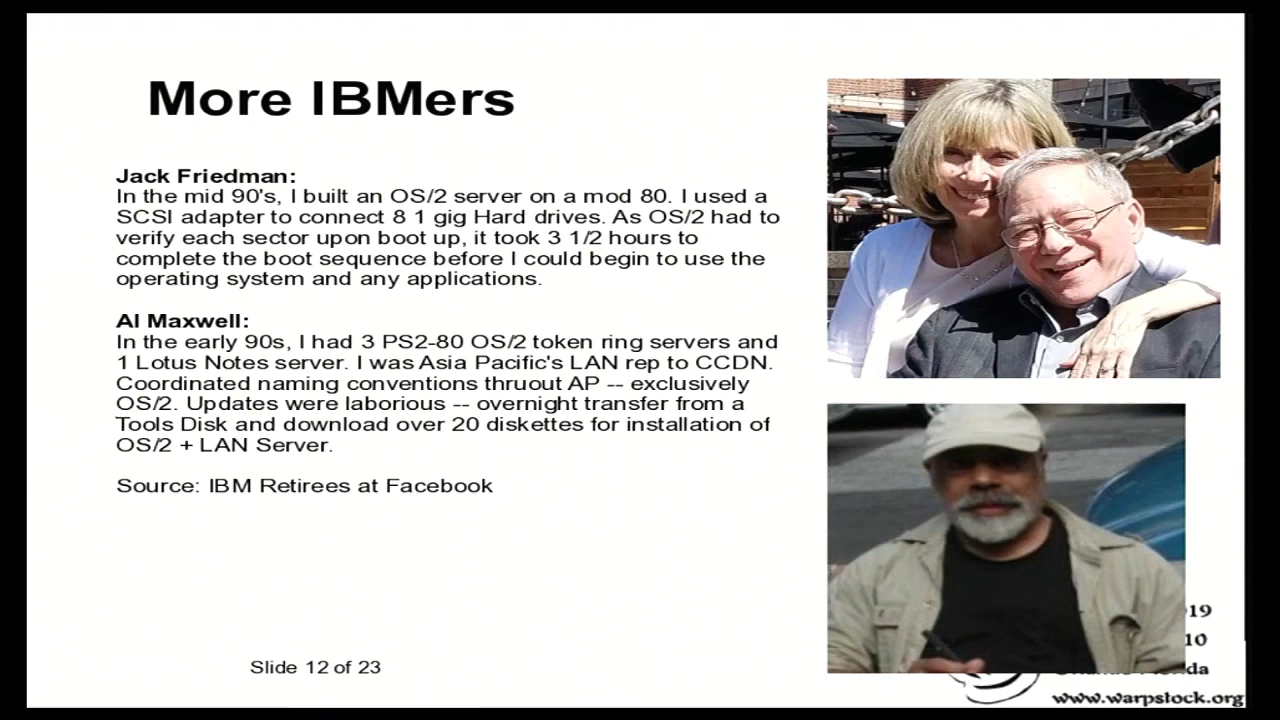 More IBMers
Jack Friedman:
In the mid 90's, I built an OS/2 server on a mod 80. I used a
SCSI adapter to connect 8 1 gig Hard drives. As OS/2 had to
verify each sector upon boot up, it took 3 1/2 hours to
complete the boot sequence before I could begin to use the
operating system and any applications.
Al Maxwell:
In the early 90s, I had 3 PS2-80 OS/2 token ring servers and
1 Lotus Notes server. I was Asia Pacific's LAN rep to CCDN.
Coordinated naming conventions thruout AP -- exclusively
OS/2. Updates were laborious -- overnight transfer from a
Tools Disk and download over 20 diskettes for installation of
OS/2 + LAN Server.
Source: IBM Retirees at Facebook
19
10
Slide 12 of 23
www.warpstock.org